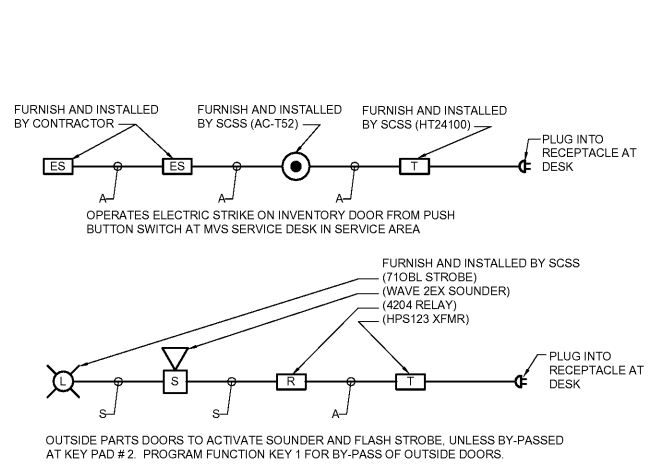 FURNISH AND INSTALLED
BY CONTRACTOR
FURNISH AND INSTALLED
BY SCSS (AC-T52)
FURNISH AND INSTALLED
BY SCSS (HT24100)
PLUG INTO
RECEPTACLE AT
DESK
ES
ES
T
A
A
A
OPERATES ELECTRIC STRIKE ON INVENTORY DOOR FROM PUSH
BUTTON SWITCH AT MVS SERVICE DESK IN SERVICE AREA
FURNISH AND INSTALLED BY SCSS
(71OBL STROBE)
(WAVE 2EX SOUNDER)
(4204 RELAY)
(HPS123 XFMR)
PLUG INTO
RECEPTACLE AT
DESK
L
S
R
T
S
S
A
OUTSIDE PARTS DOORS TO ACTIVATE SOUNDER AND FLASH STROBE, UNLESS BY-PASSED
AT KEY PAD # 2. PROGRAM FUNCTION KEY 1 FOR BY-PASS OF OUTSIDE DOORS.